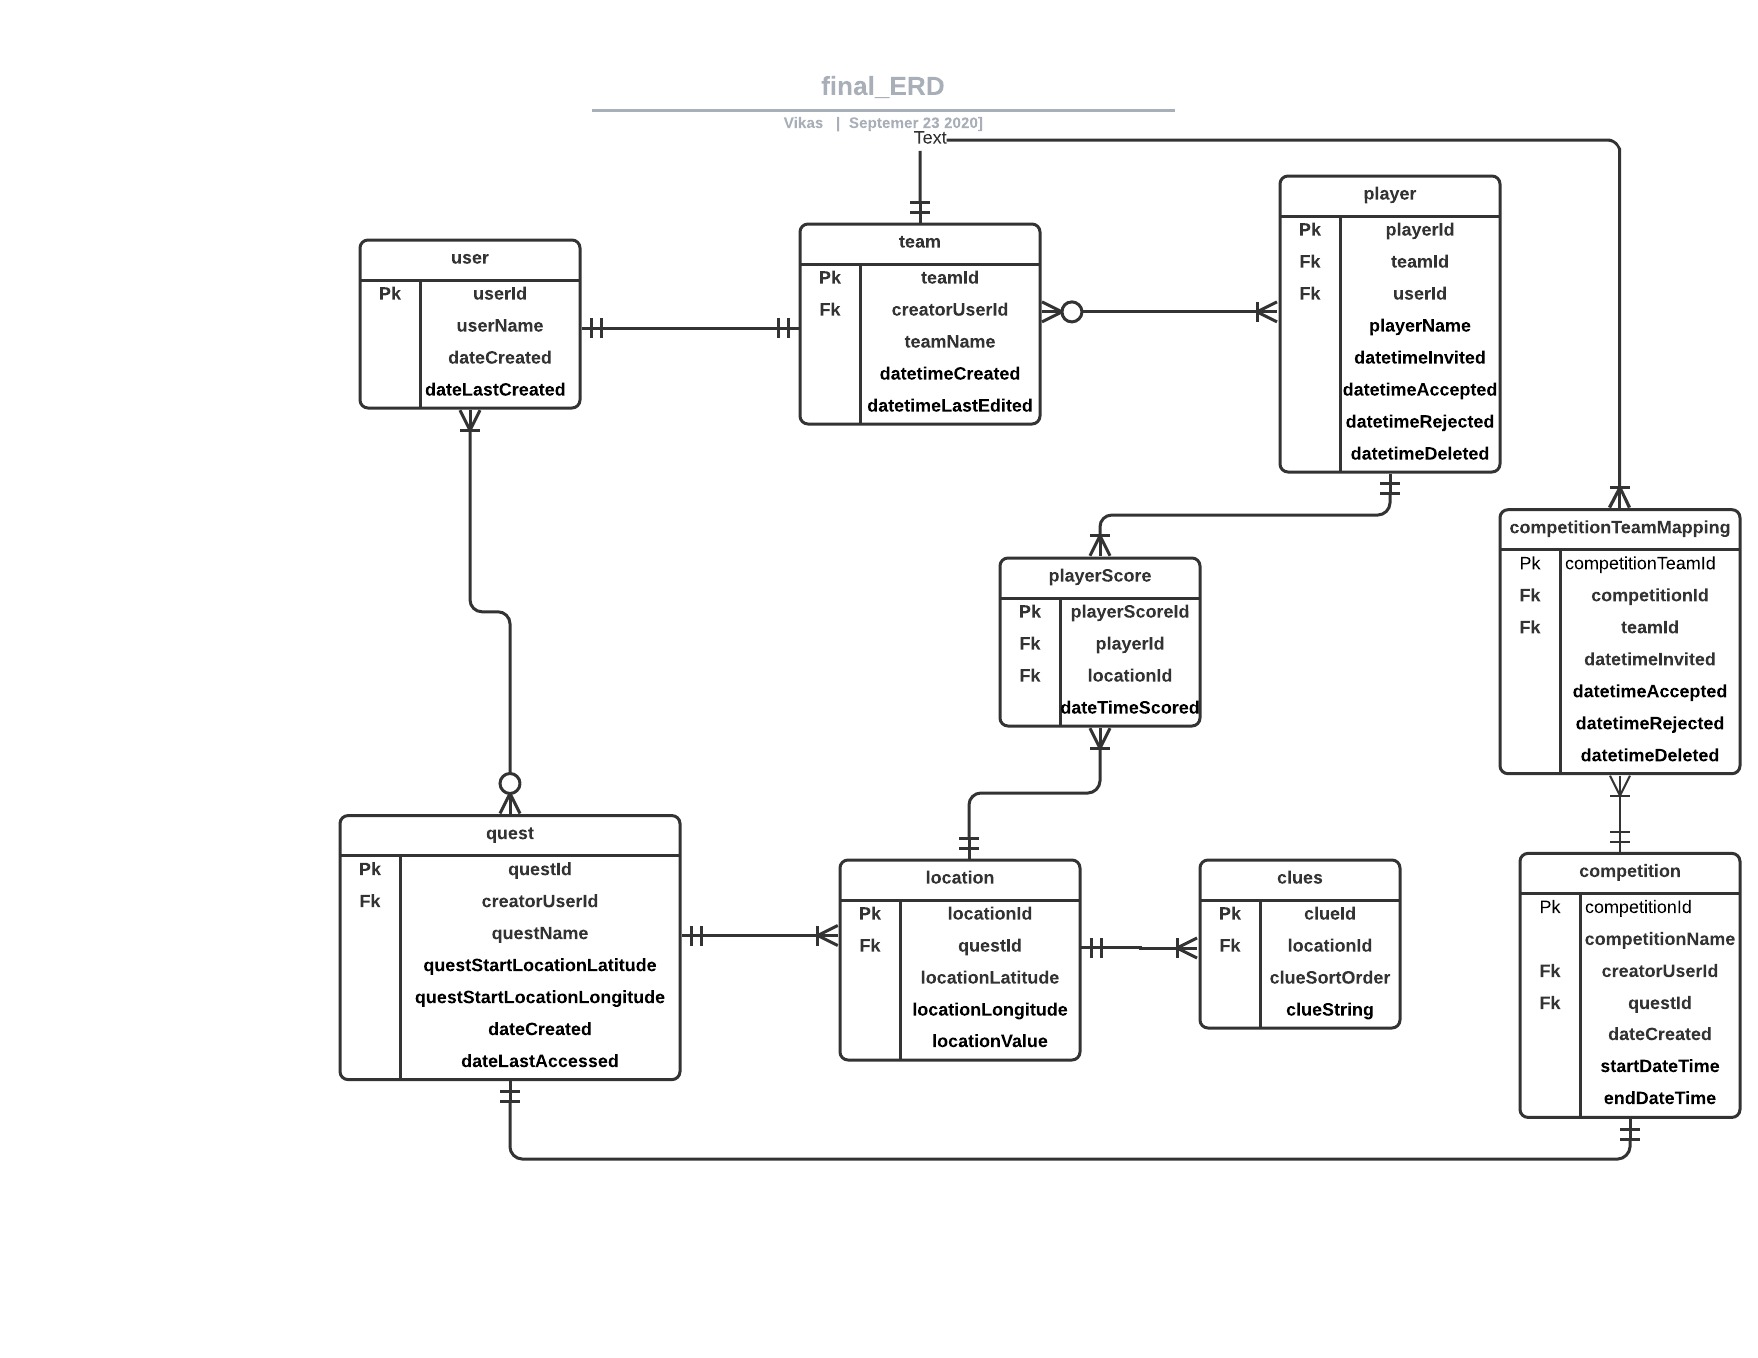 final_ERD
Vikas | Septemer 23 2020]
Text
player
Pk playerId
Fk teamId
Fk userId
playerName
datetimeInvited
datetimeAccepted
datetimeRejected
datetimeDeleted
team
Pk teamId
Fk creatorUserId
teamName
datetimeCreated
datetimeLastEdited
user
Pk userId
userName
dateCreated
dateLastCreated
competitionTeamMapping
Pk competitionTeamId
Fk competitionId
Fk teamId
datetimeInvited
datetimeAccepted
datetimeRejected
datetimeDeleted
playerScore
Pk playerScoreId
Fk playerId
Fk locationId
dateTimeScored
quest
Pk questId
Fk creatorUserId
questName
questStartLocationLatitude
questStartLocationLongitude
dateCreated
dateLastAccessed
location
Pk locationId
Fk questId
locationLatitude
locationLongitude
locationValue
clues
Pk clueId
Fk locationId
clueSortOrder
clueString
competition
Pk competitionId
competitionName
Fk creatorUserId
Fk questId
dateCreated
startDateTime
endDateTime